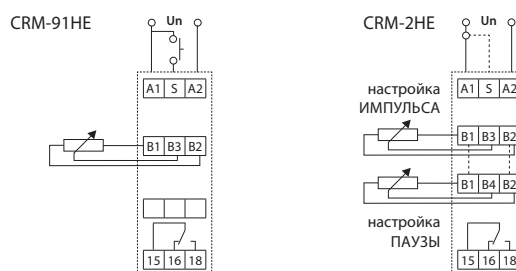 CRM-91HE
Un
A1 S A2
B1 B3 B2
15 16 18
CRM-2HE
Un
A1 S A2
настройка
ИМПУЛЬСА
B1 B3 B2
B1 B4 B2
настройка
ПАУЗЫ
15 16 18